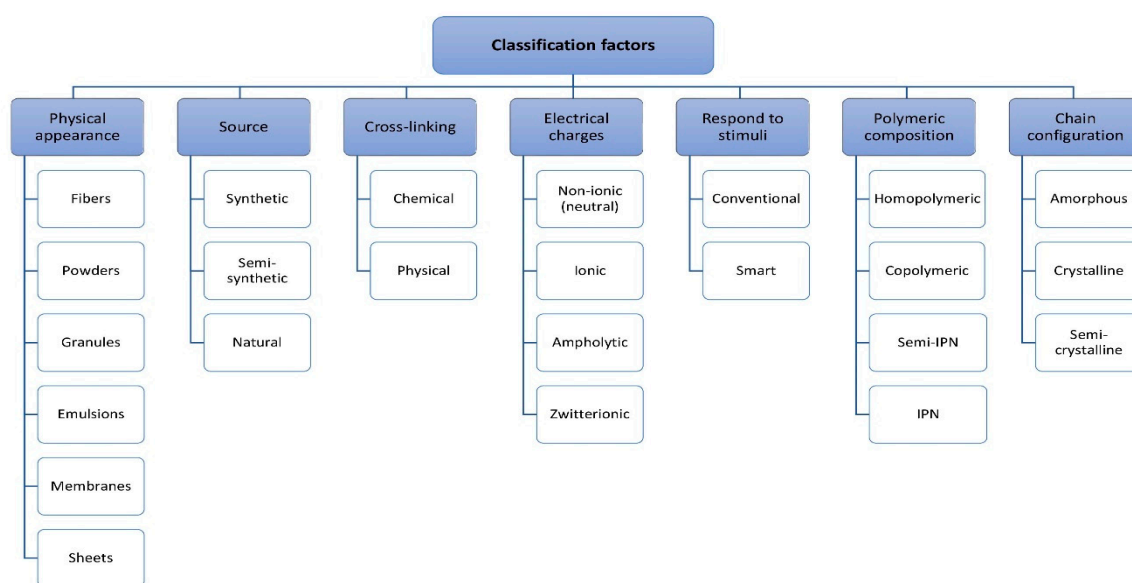 Classification factors
Physical
appearance
Fibers
Powders
Granules
Emulsions
Membranes
Sheets
Source
Synthetic
Semi-
synthetic
Natural
Cross-linking
Chemical
Physical
Electrical
charges
Non-ionic
(neutral)
Ionic
Ampholytic
Zwitterionic
Respond to
stimuli
Conventional
Smart
Polymeric
composition
Homopolymeric
Copolymeric
Semi-IPN
IPN
Chain
configuration
Amorphous
Crystalline
Semi-
crystalline